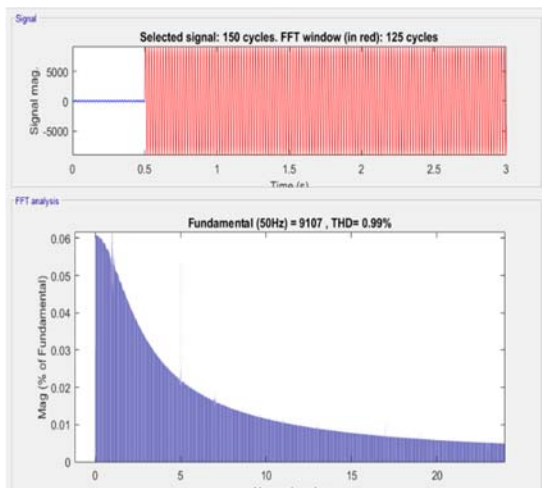 Signal
Selected signal: 150 cycles. FFT window (in red): 125 cycles
Signal mag.
5000
0
-5000
0 0.5 1 1.5 2 2.5 3
Time (s)
FFT analysis
Fundamental (50Hz) = 9107 , THD= 0.99%
Mag (% of Fundamental)
0.06
0.05
0.04
0.03
0.02
0.01
0
0 5 10 15 20